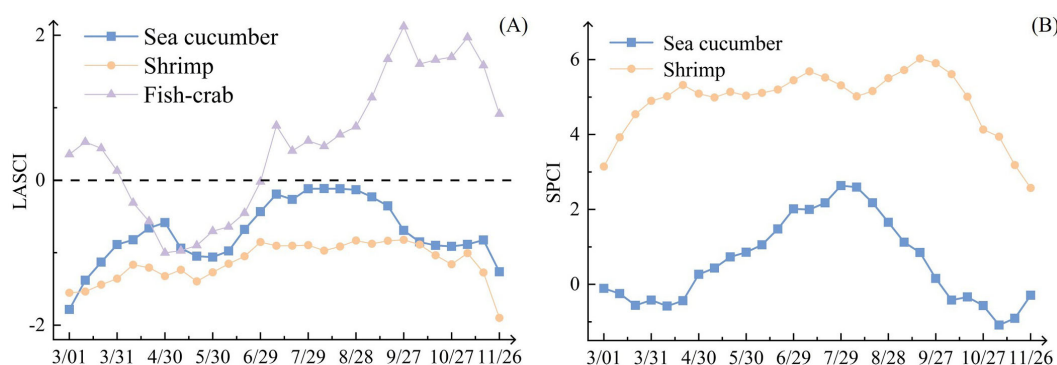 (A)
Sea cucumber
Shrimp
Fish-crab
LASCI
2
0
-2
3/01 3/31 4/30 5/30 6/29 7/29 8/28 9/27 10/27 11/26
(B)
Sea cucumber
Shrimp
SPCI
6
4
2
0
3/01 3/31 4/30 5/30 6/29 7/29 8/28 9/27 10/27 11/26